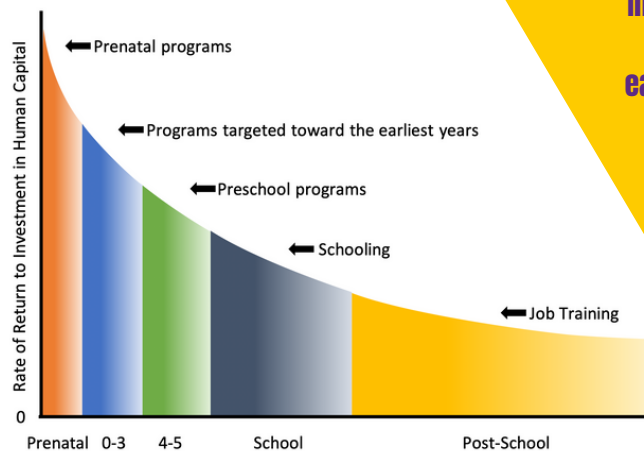 Prenatal programs
Programs targeted toward the earliest years
Preschool programs
Schooling
Job Training
Rate of Return to Investment in Human Capital
0
Prenatal 0-3 4-5 School Post-School